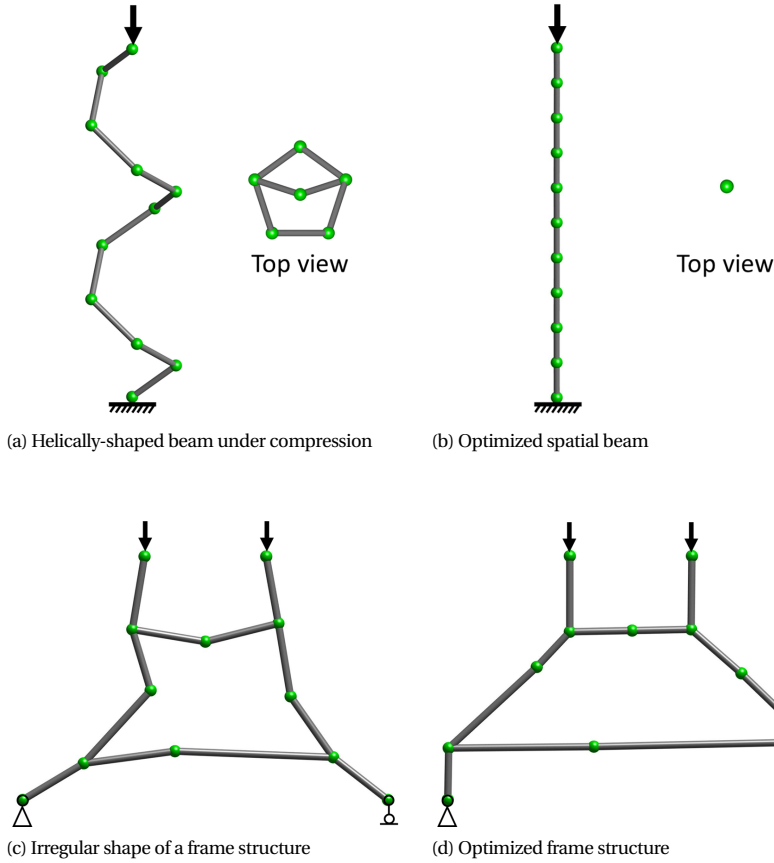 Top view
Top view
(a) Helically-shaped beam under compression
(b) Optimized spatial beam
(c) Irregular shape of a frame structure
(d) Optimized frame structure